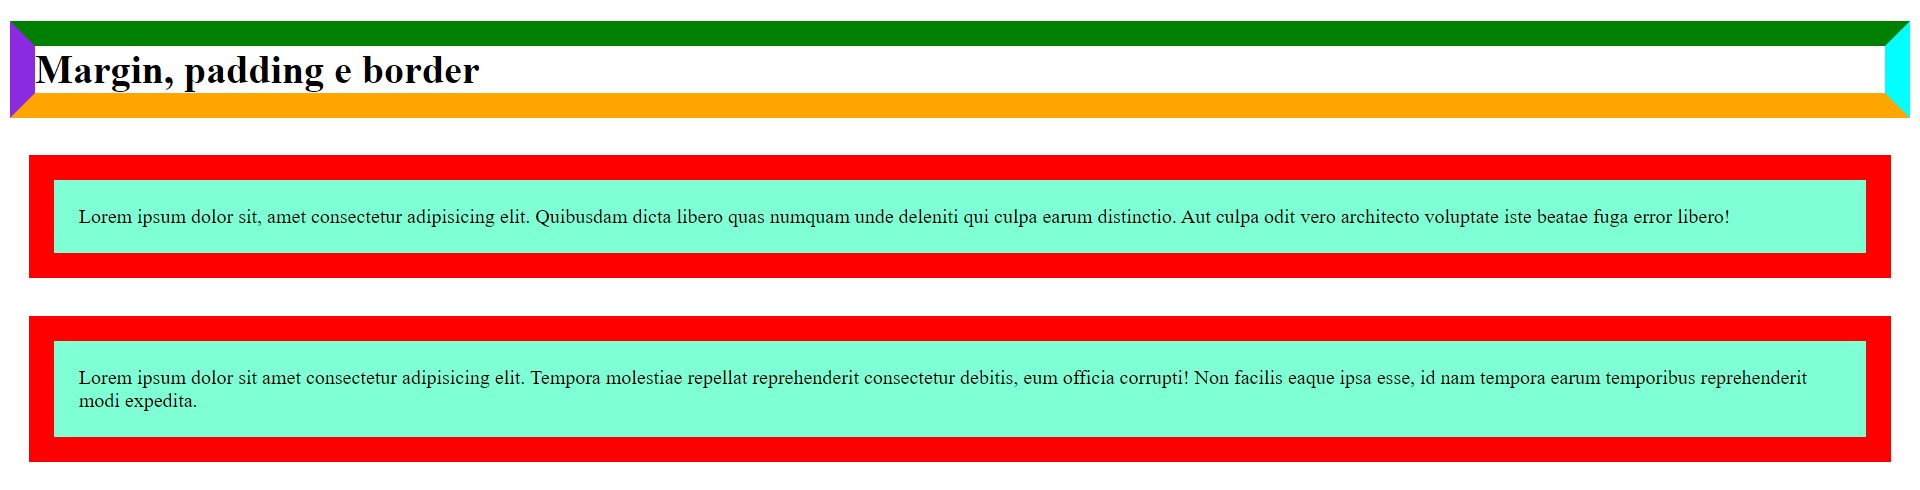 Margin, padding e border
Lorem ipsum dolor sit, amet consectetur adipisicing elit. Quibusdam dicta libero quas numquam unde deleniti qui culpa earum distinctio. Aut culpa odit vero architecto voluptate iste beatae fuga error libero!
Lorem ipsum dolor sit amet consectetur adipisicing elit. Tempora molestiae repellat reprehenderit consectetur debitis, eum officia corrupti! Non facilis eaque ipsa esse, id nam tempora earum temporibus reprehenderit
modi expedita.